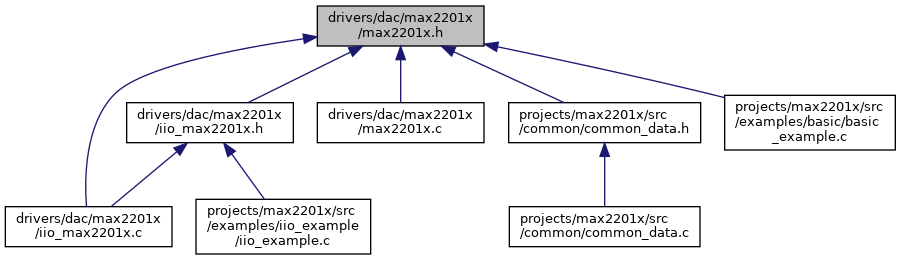 drivers/dac/max2201x
/max2201x.h
drivers/dac/max2201x
/iio_max2201x.h
drivers/dac/max2201x
/max2201x.c
projects/max2201x/src
/common/common_data.h
projects/max2201x/src
/examples/basic/basic
_example.c
drivers/dac/max2201x
/iio_max2201x.c
projects/max2201x/src
/examples/iio_example
/iio_example.c
projects/max2201x/src
/common/common_data.c